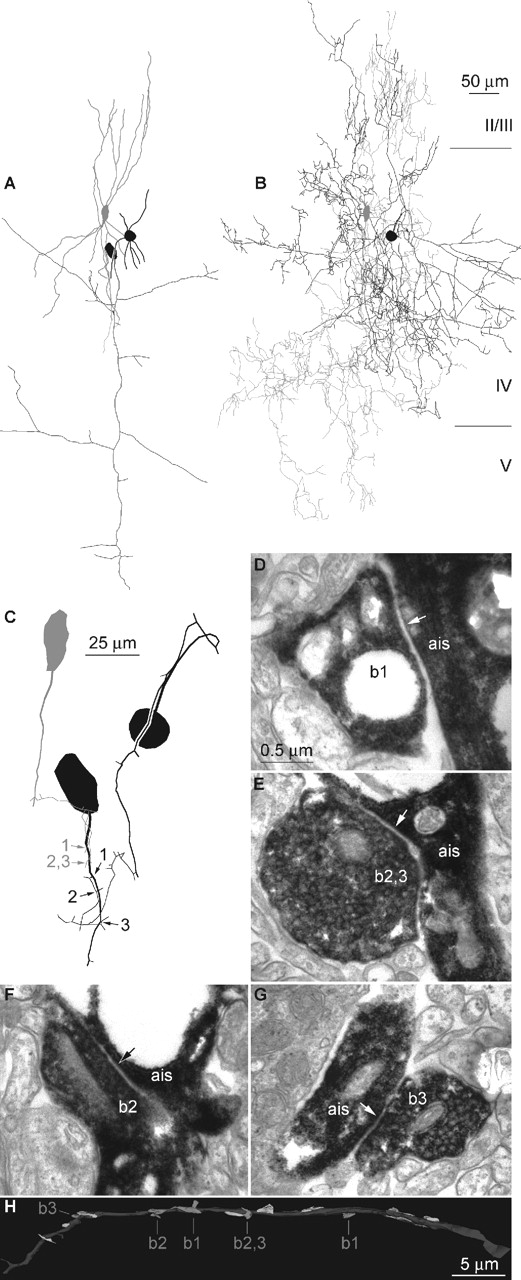 50 μm
II/III
A
B
IV
V
C
25 μm
1
2,3
1
2
3
D
ais
b1
0.5 μm
E
ais
b2,3
F
ais
b2
G
b3
ais
H
b3
b2
b1
b2,3
b1
5 μm